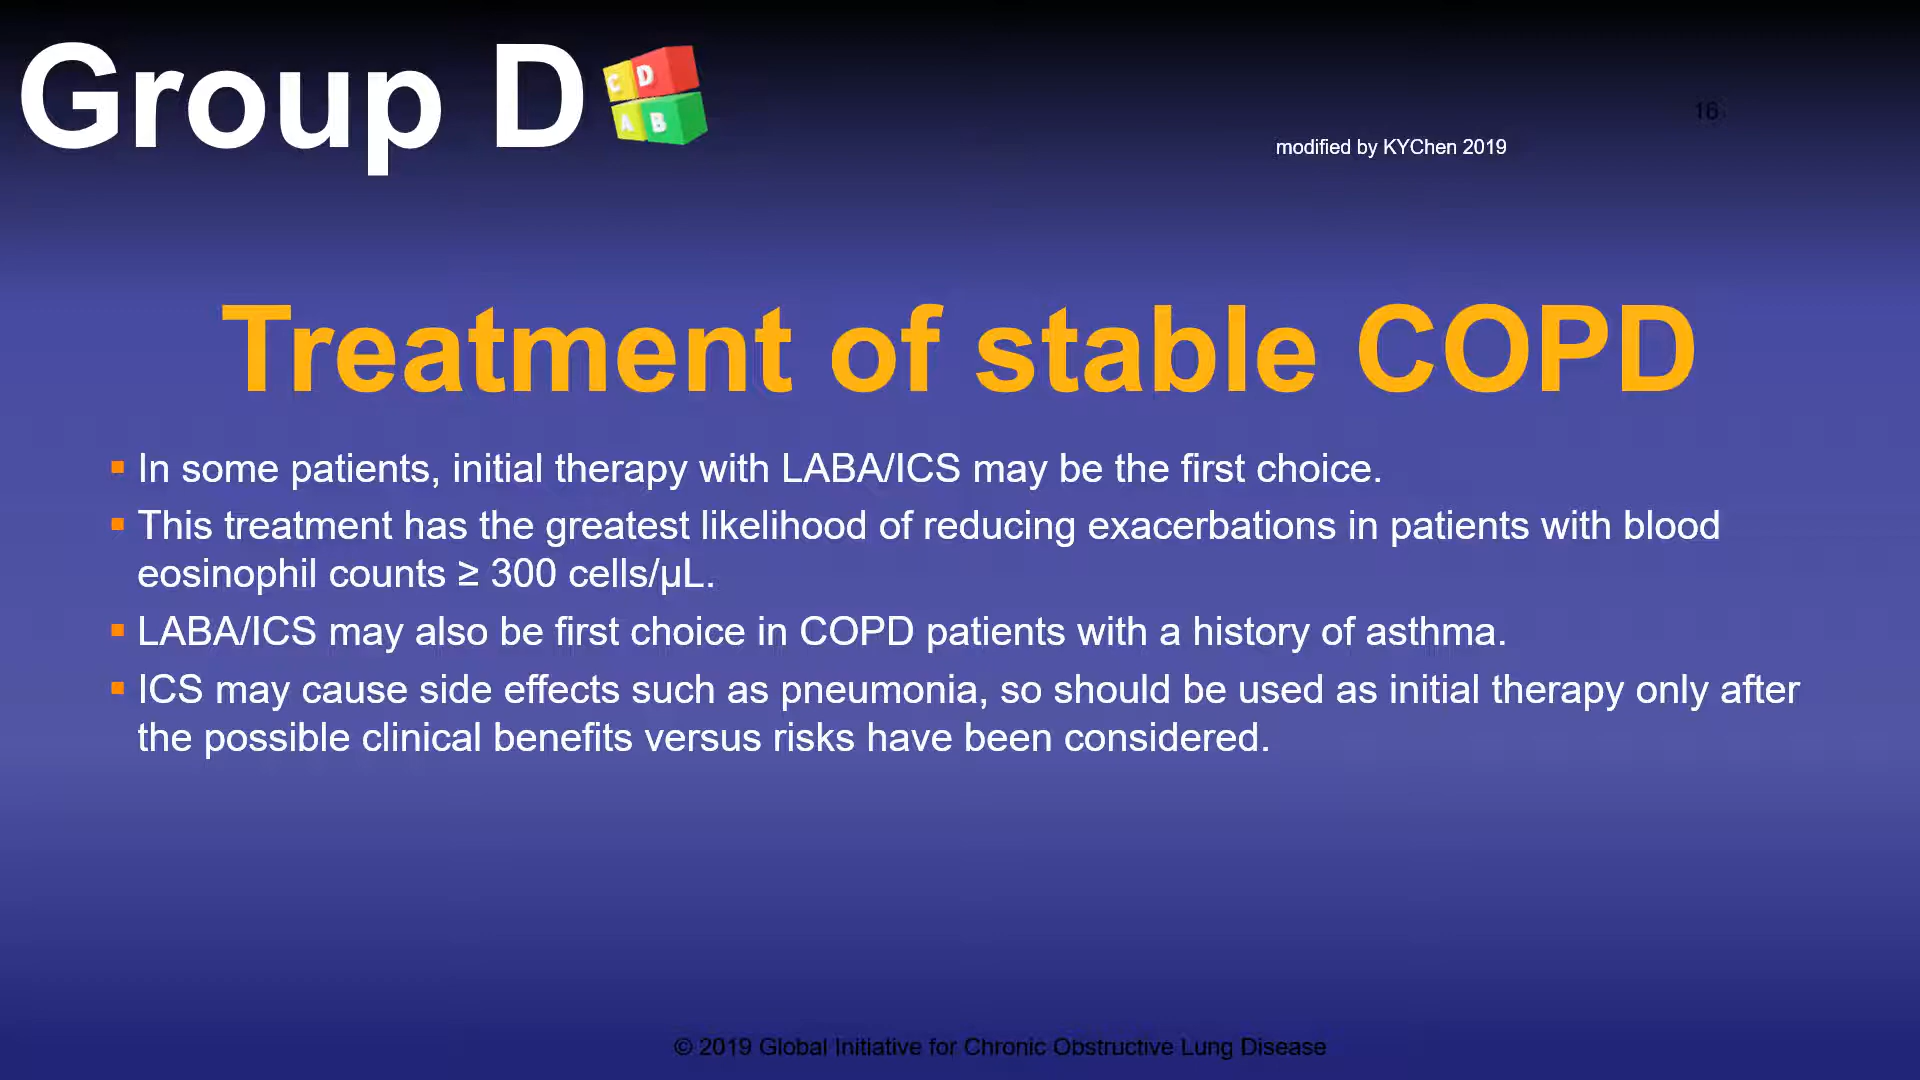 Group D
C D
A B
16
modified by KYChen 2019
Treatment of stable COPD
▪ In some patients, initial therapy with LABA/ICS may be the first choice.
▪ This treatment has the greatest likelihood of reducing exacerbations in patients with blood
eosinophil counts ≥ 300 cells/μL.
▪ LABA/ICS may also be first choice in COPD patients with a history of asthma.
▪ ICS may cause side effects such as pneumonia, so should be used as initial therapy only after
the possible clinical benefits versus risks have been considered.
© 2019 Global Initiative for Chronic Obstructive Lung Disease